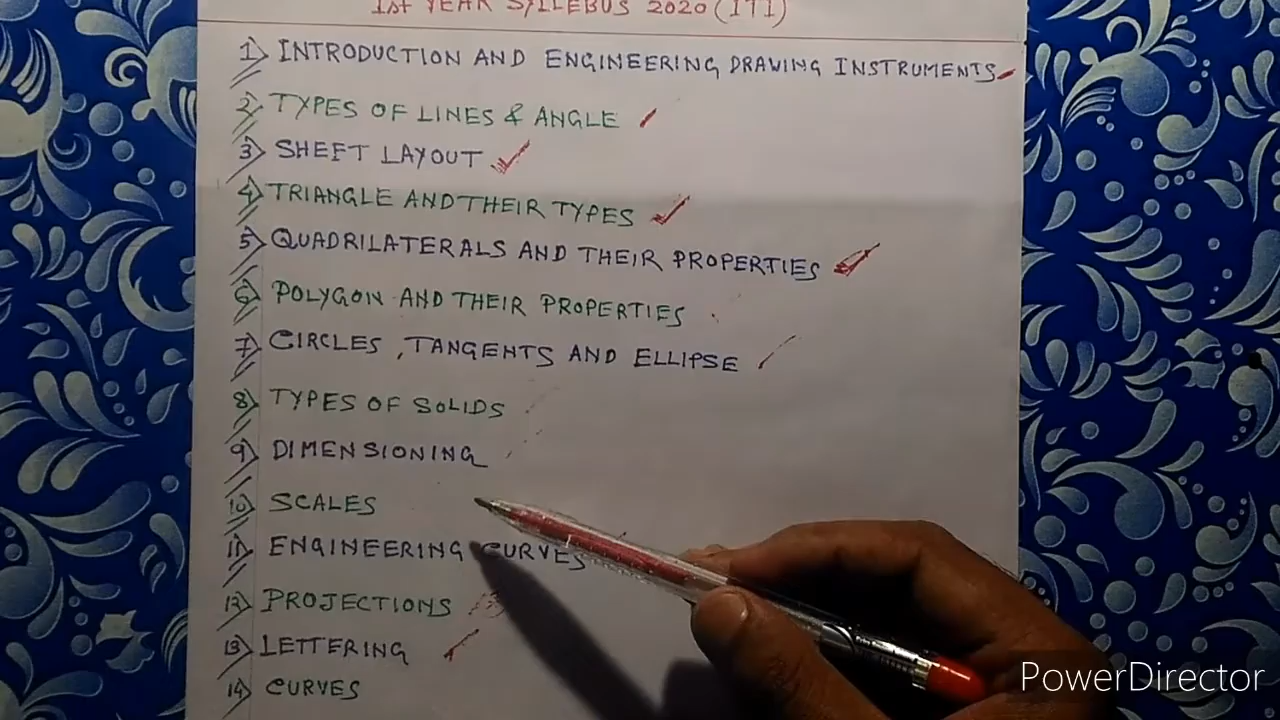 1st YEAR SYLLEBUS 2020 (ITI)
1) INTRODUCTION AND ENGINEERING DRAWING INSTRUMENTS
2) TYPES OF LINES & ANGLE
3) SHEET LAYOUT
4) TRIANGLE AND THEIR TYPES
5) QUADRILATERALS AND THEIR PROPERTIES
6) POLYGON AND THEIR PROPERTIES
7) CIRCLES, TANGENTS AND ELLIPSE
8) TYPES OF SOLIDS
9) DIMENSIONING
10) SCALES
11) ENGINEERING CURVES
12) PROJECTIONS
13) LETTERING
14) CURVES
PowerDirector